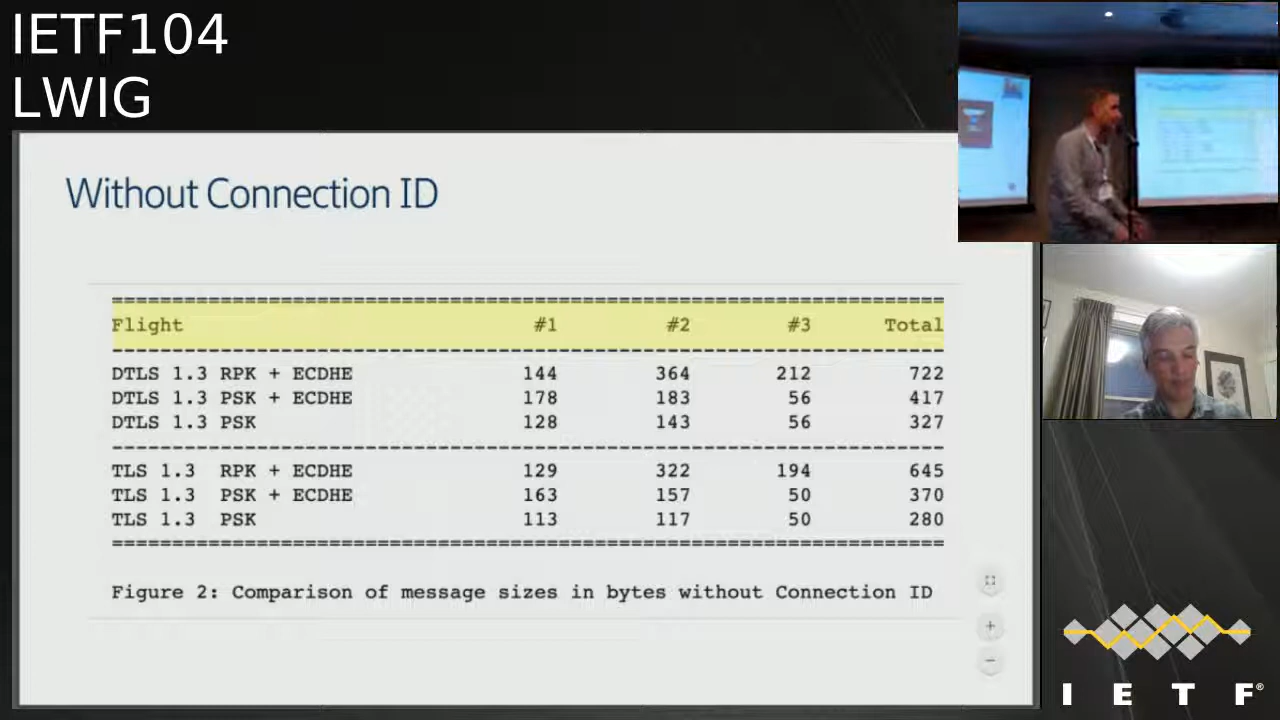 IETF104
LWIG
Without Connection ID
Flight #1 #2 #3 Total
DTLS 1.3 RPK + ECDHE 144 364 212 722
DTLS 1.3 PSK + ECDHE 178 183 56 417
DTLS 1.3 PSK 128 143 56 327
TLS 1.3 RPK + ECDHE 129 322 194 645
TLS 1.3 PSK + ECDHE 163 157 50 370
TLS 1.3 PSK 113 117 50 280
Figure 2: Comparison of message sizes in bytes without Connection ID
I E T F®